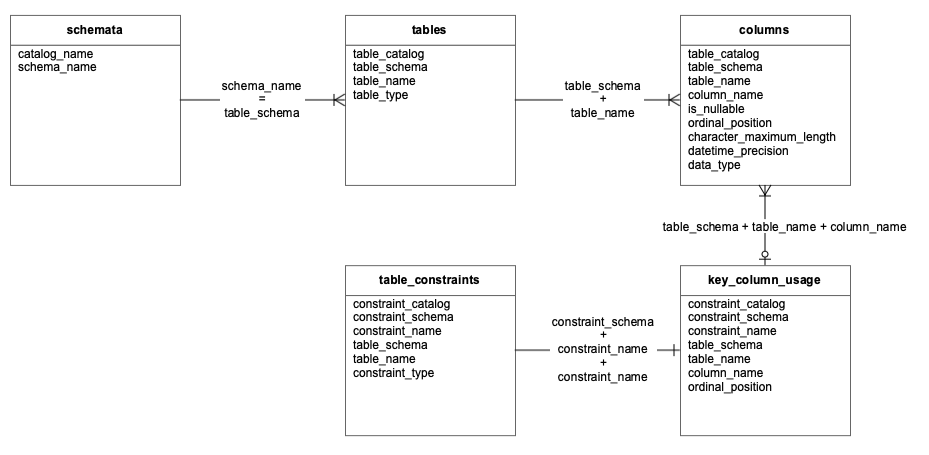 schemata
catalog_name
schema_name
schema_name
=
table_schema
tables
table_catalog
table_schema
table_name
table_type
table_schema
+
table_name
columns
table_catalog
table_schema
table_name
column_name
is_nullable
ordinal_position
character_maximum_length
datetime_precision
data_type
table_schema + table_name + column_name
table_constraints
constraint_catalog
constraint_schema
constraint_name
table_schema
table_name
constraint_type
constraint_schema
+
constraint_name
+
constraint_name
key_column_usage
constraint_catalog
constraint_schema
constraint_name
table_schema
table_name
column_name
ordinal_position